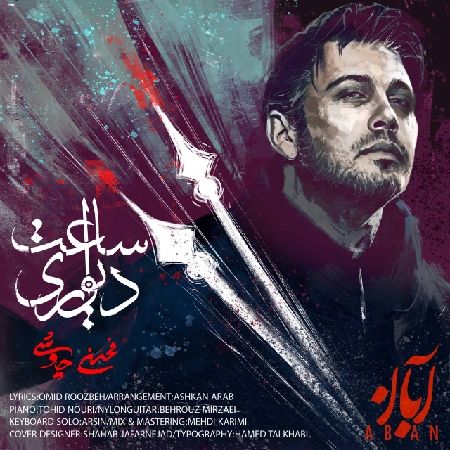 ساعت
دیواری
محسن چاوشی
LYRICS:OMID ROOZBEH/ARRANGEMENT:ASHKAN ARAB
PIANO:TOHID NOURI/NYLONGUITAR:BEHROUZ MIRZAEI
KEYBOARD SOLO:ARSIN/MIX & MASTERING:MEHDI KARIMI
COVER DESIGNER:SHAHAB JAFARNEJAD/TYPOGRAPHY:HAMED TALKHABI
آبان
ABAN